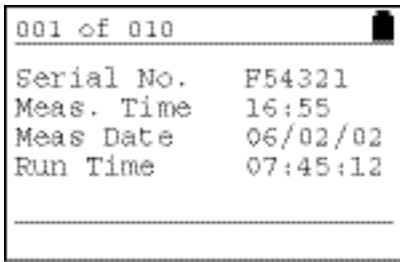 001 of 010
Serial No. F54321
Meas. Time 16:55
Meas Date 06/02/02
Run Time 07:45:12